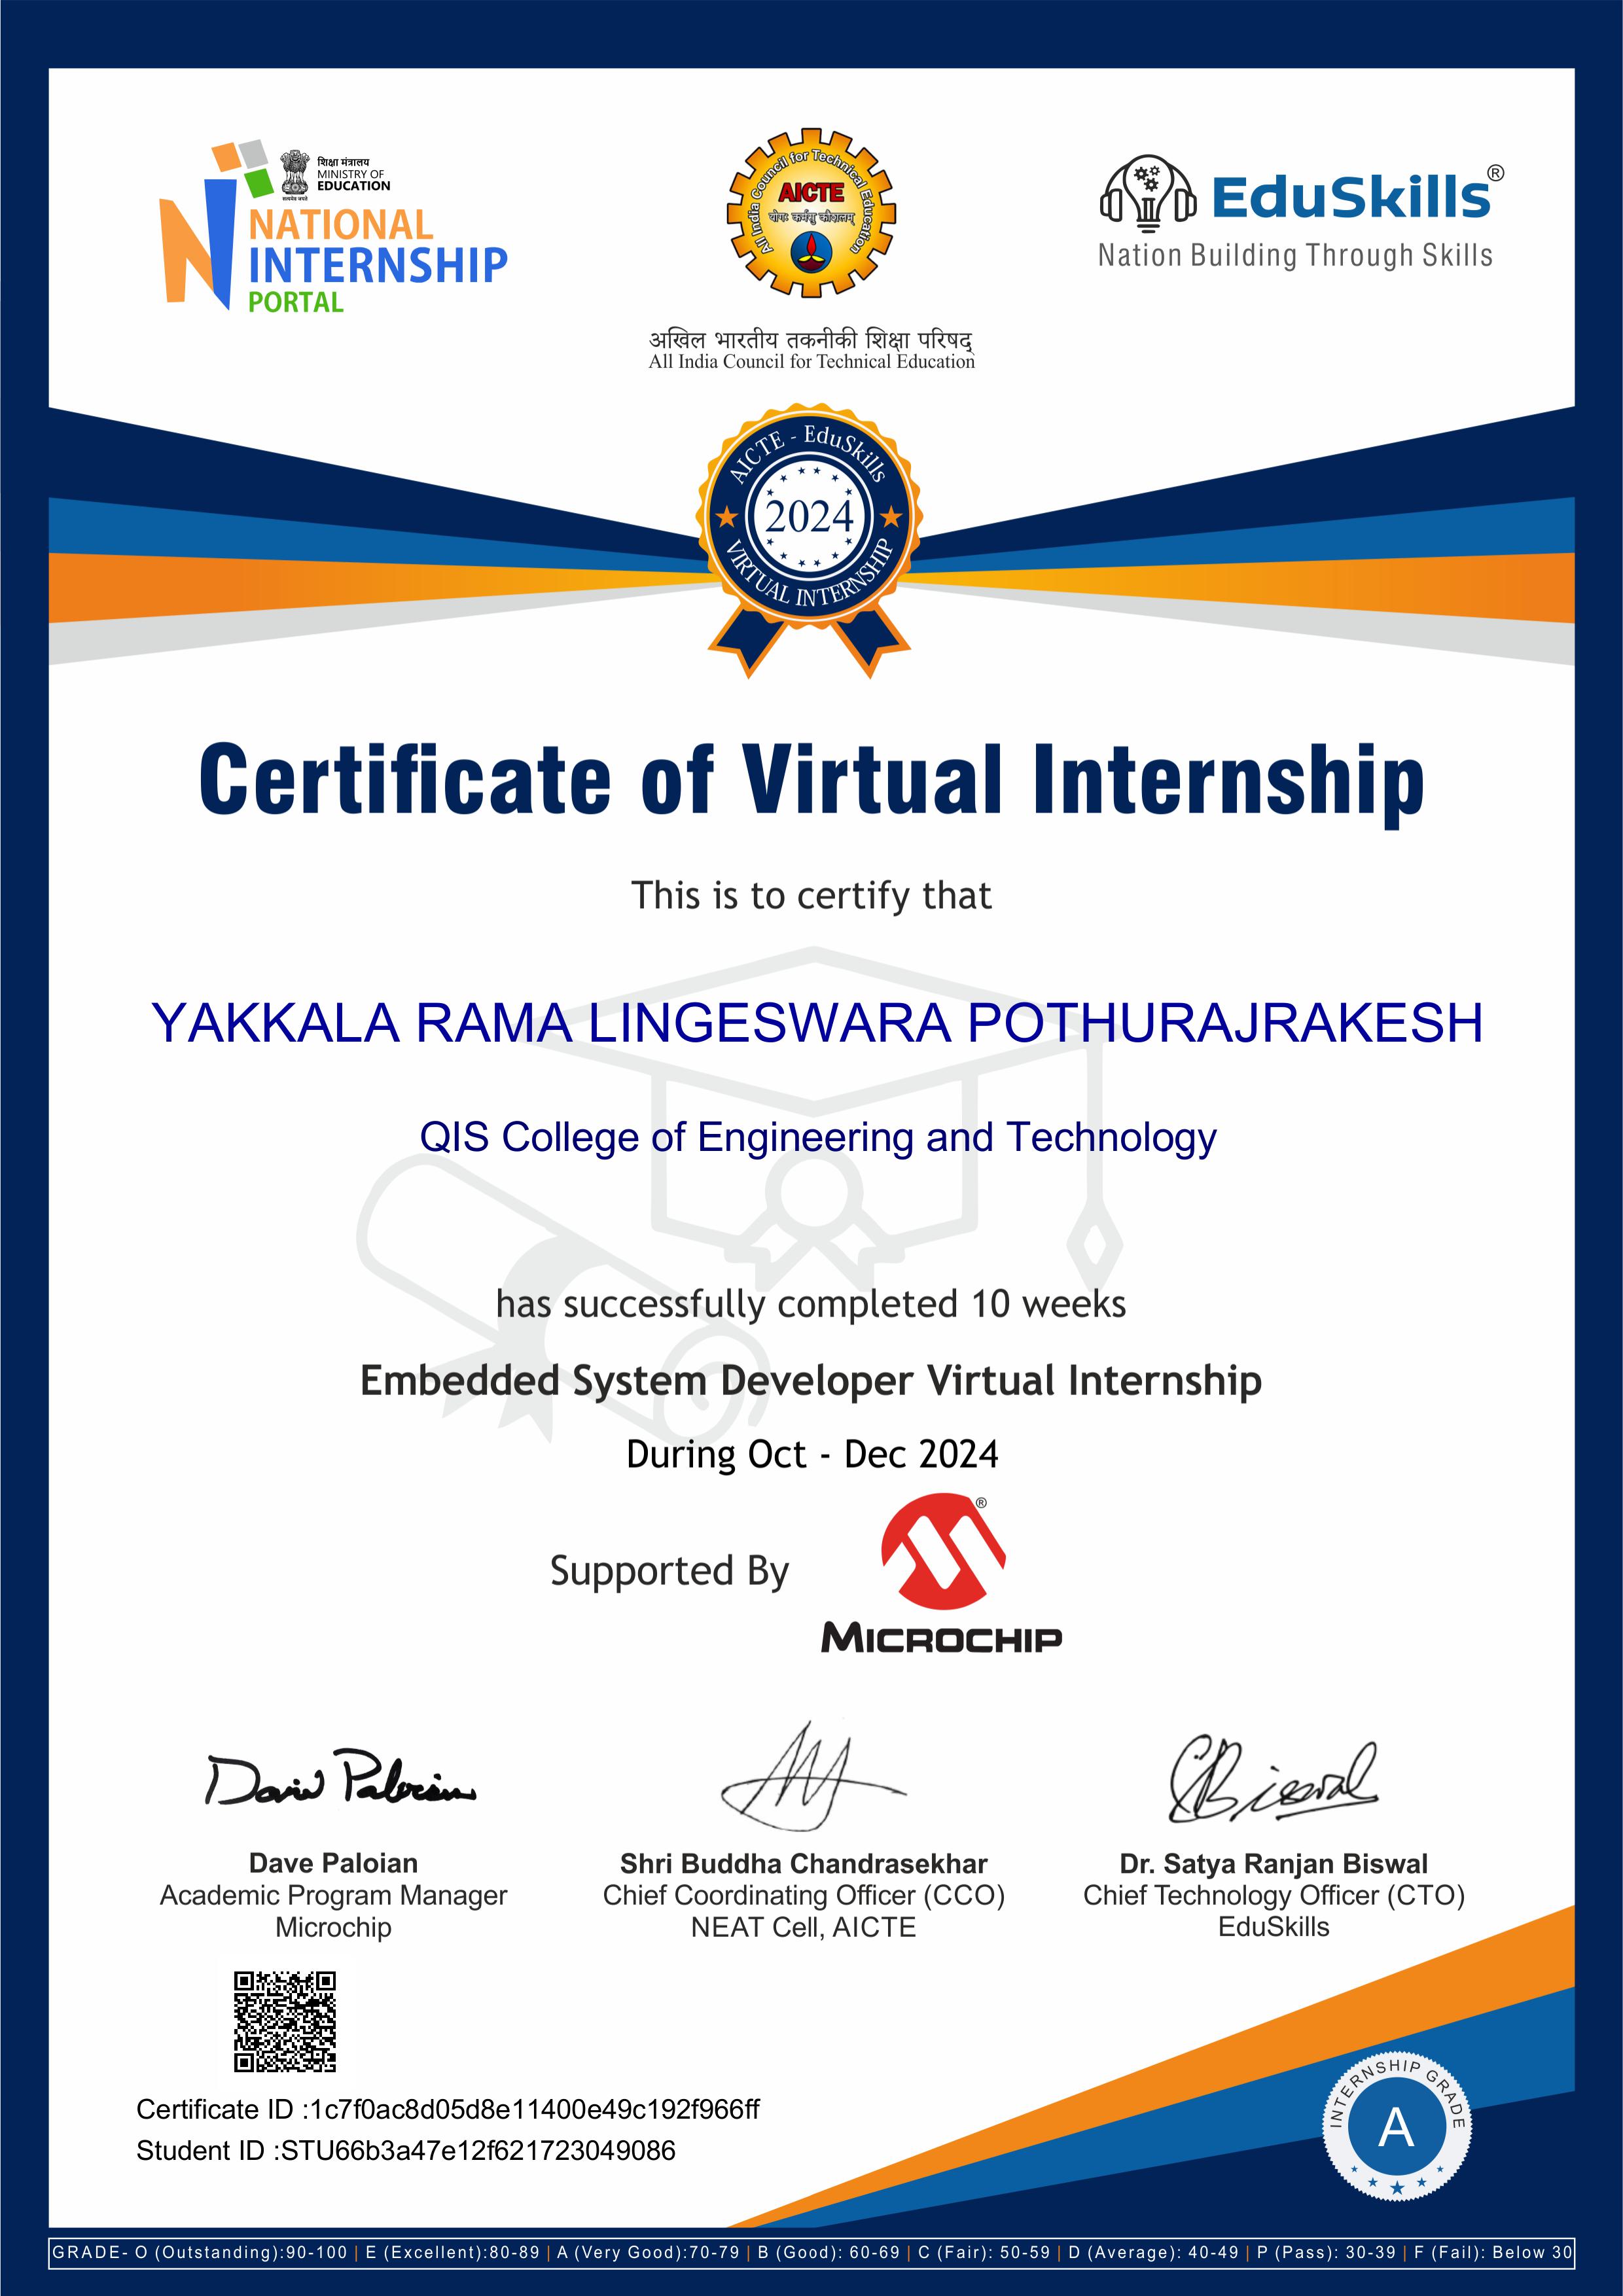 शिक्षा मंत्रालय
MINISTRY OF
EDUCATION
सत्यमेव जयते
NATIONAL
INTERNSHIP
PORTAL
All India Council for Technical Education
AICTE
योगः कर्मसु कौशलम्
अखिल भारतीय तकनीकी शिक्षा परिषद्
All India Council for Technical Education
EduSkills®
Nation Building Through Skills
AICTE - EduSkills
2024
VIRTUAL INTERNSHIP
Certificate of Virtual Internship
This is to certify that
YAKKALA RAMA LINGESWARA POTHURAJRAKESH
QIS College of Engineering and Technology
has successfully completed 10 weeks
Embedded System Developer Virtual Internship
During Oct - Dec 2024
Supported By
®
MICROCHIP
Dave Paloian
Academic Program Manager
Microchip
Shri Buddha Chandrasekhar
Chief Coordinating Officer (CCO)
NEAT Cell, AICTE
Biswal
Dr. Satya Ranjan Biswal
Chief Technology Officer (CTO)
EduSkills
Certificate ID :1c7f0ac8d05d8e11400e49c192f966ff
Student ID :STU66b3a47e12f621723049086
INTERNSHIP GRADE
A
GRADE- O (Outstanding):90-100 | E (Excellent):80-89 | A (Very Good):70-79 | B (Good): 60-69 | C (Fair): 50-59 | D (Average): 40-49 | P (Pass): 30-39 | F (Fail): Below 30